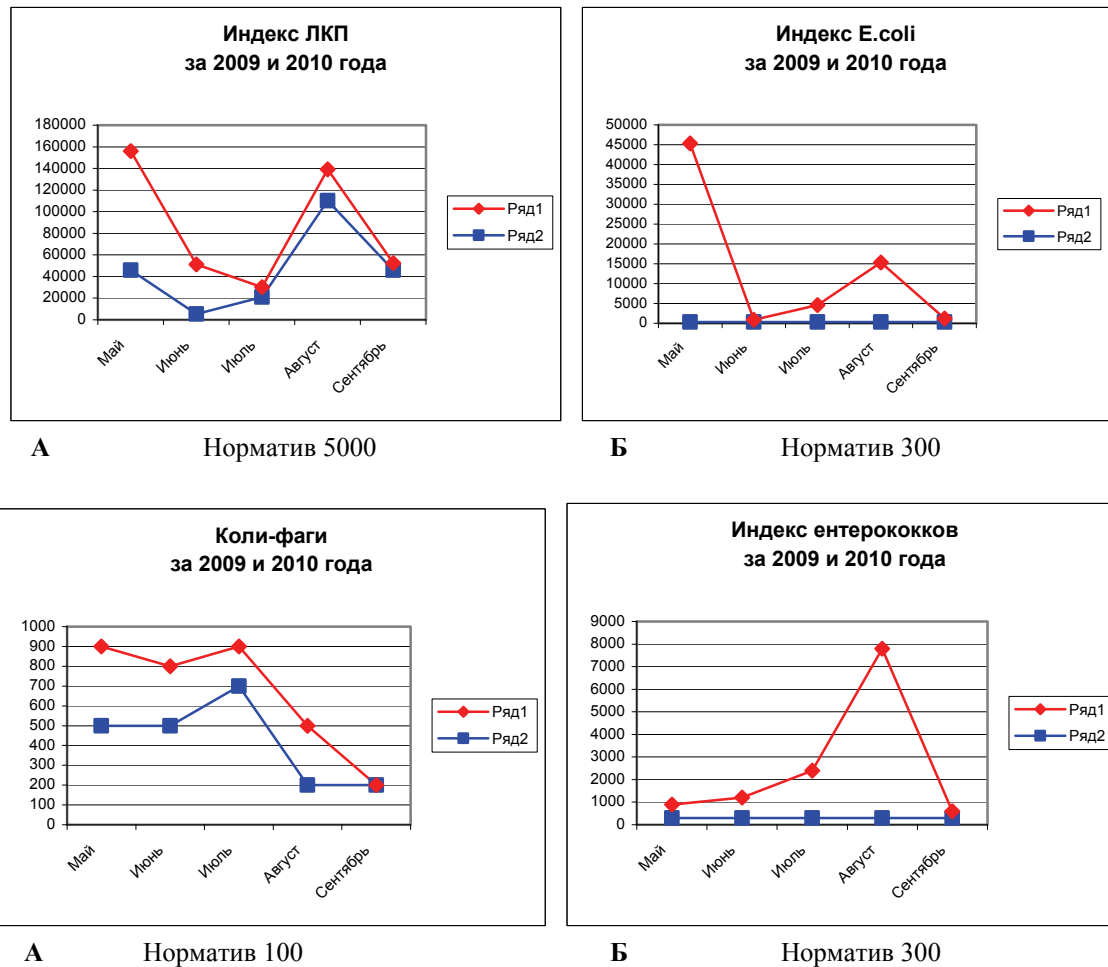 Индекс ЛКП
за 2009 и 2010 года
180000
160000
140000
120000
100000
80000
60000
40000
20000
0
Май
Июнь
Июль
Август
Сентябрь
Ряд1
Ряд2
А Норматив 5000
Индекс E.coli
за 2009 и 2010 года
50000
45000
40000
35000
30000
25000
20000
15000
10000
5000
0
Май
Июнь
Июль
Август
Сентябрь
Ряд1
Ряд2
Б Норматив 300
Коли-фаги
за 2009 и 2010 года
1000
900
800
700
600
500
400
300
200
100
0
Май
Июнь
Июль
Август
Сентябрь
Ряд1
Ряд2
А Норматив 100
Индекс ентерококков
за 2009 и 2010 года
9000
8000
7000
6000
5000
4000
3000
2000
1000
0
Май
Июнь
Июль
Август
Сентябрь
Ряд1
Ряд2
Б Норматив 300